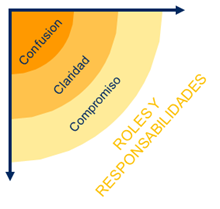 Confusion
Claridad
Compromiso
ROLES Y
RESPONSABILIDADES